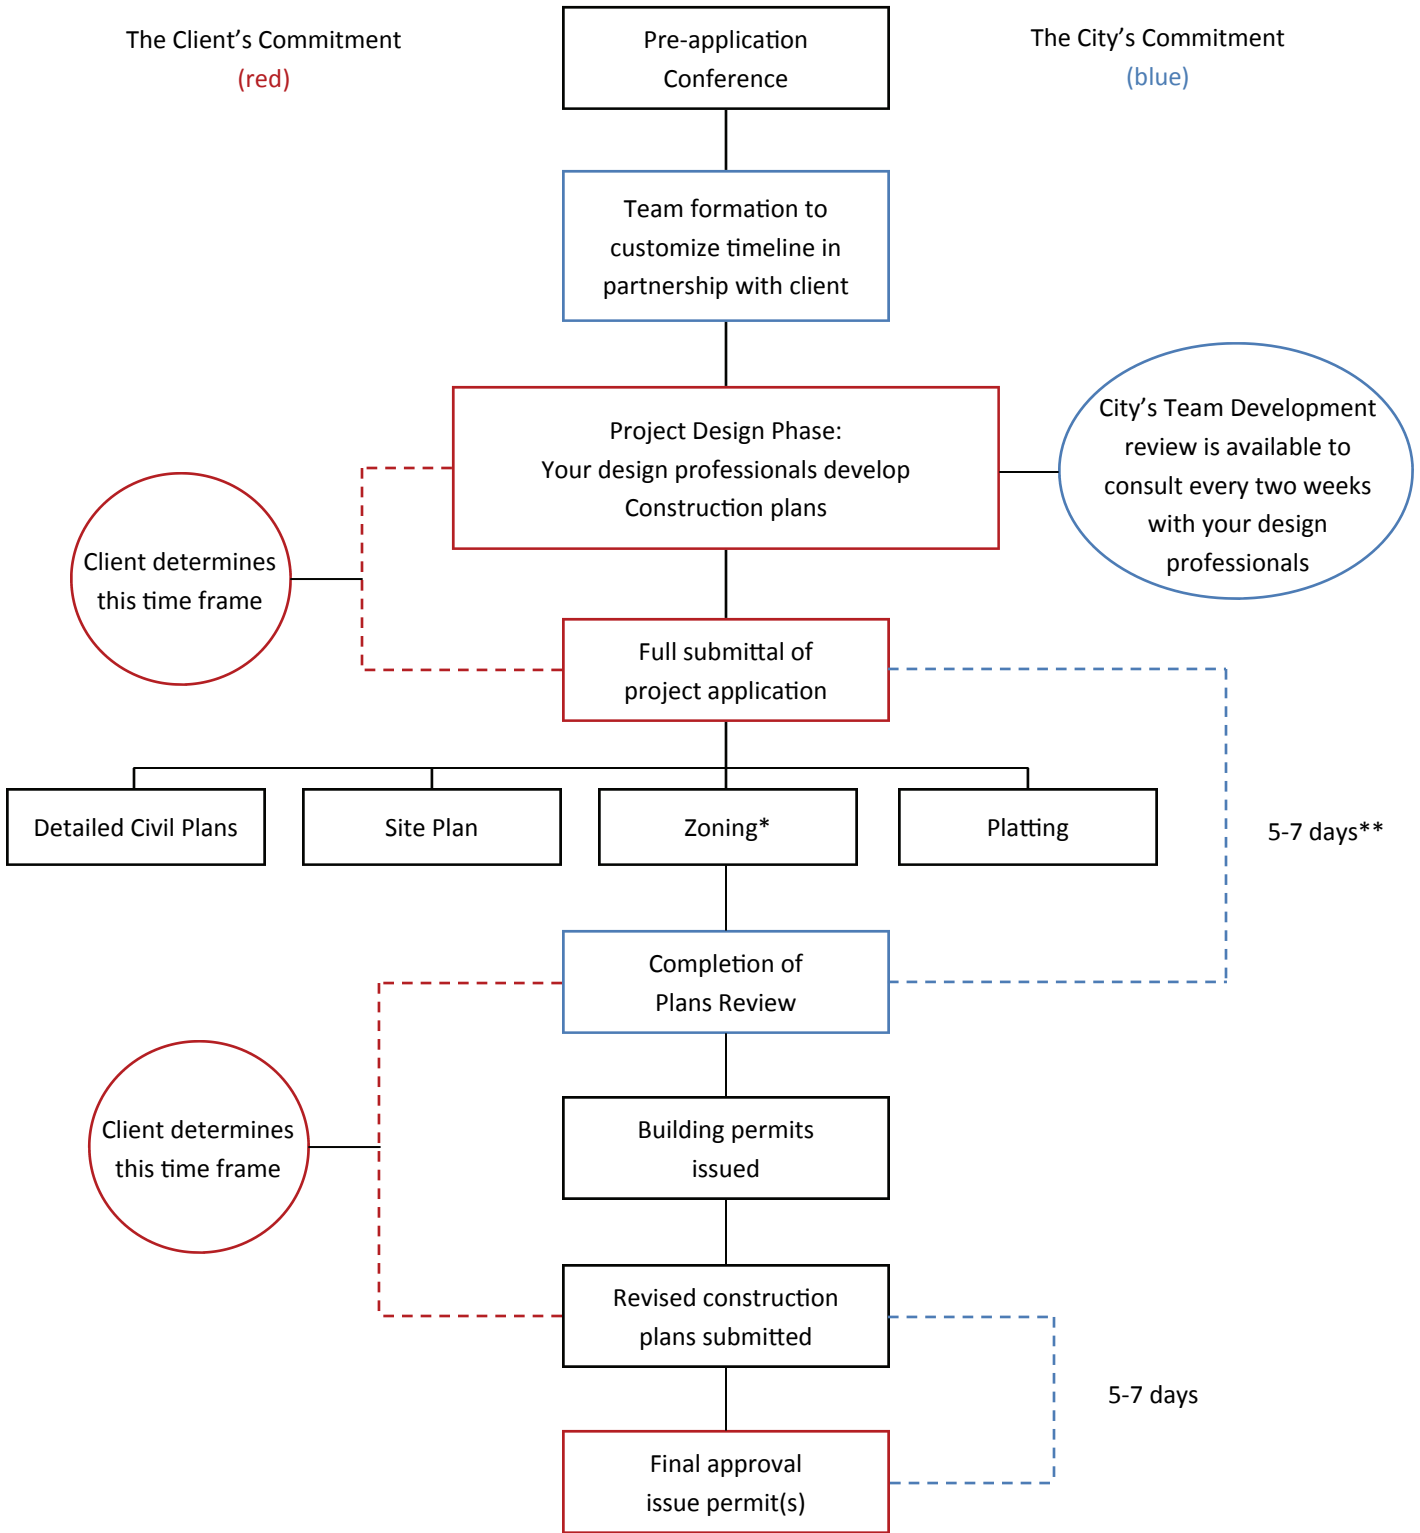 The Client’s Commitment
(red)
Pre-application
Conference
The City’s Commitment
(blue)
Team formation to
customize timeline in
partnership with client
Project Design Phase:
Your design professionals develop
Construction plans
City’s Team Development
review is available to
consult every two weeks
with your design
professionals
Client determines
this time frame
Full submittal of
project application
Detailed Civil Plans
Site Plan
Zoning*
Platting
5-7 days**
Completion of
Plans Review
Client determines
this time frame
Building permits
issued
Revised construction
plans submitted
5-7 days
Final approval
issue permit(s)